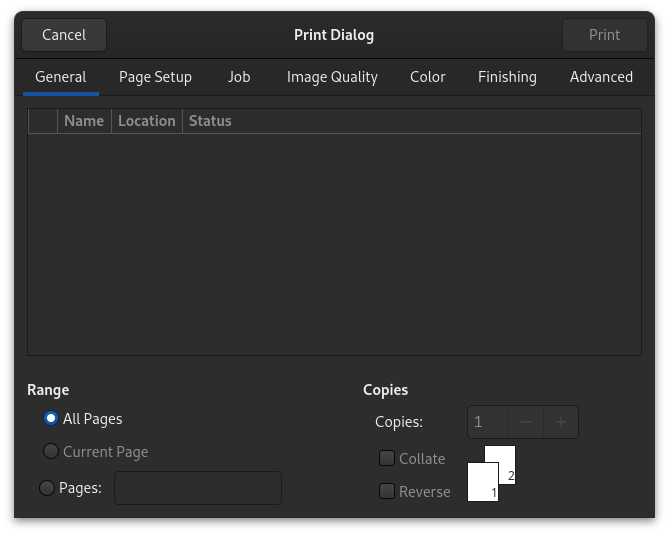 Cancel Print Dialog Print
General Page Setup Job Image Quality Color Finishing Advanced
Name Location Status
Range Copies
All Pages Copies: 1 − +
Current Page Collate
Pages: Reverse
2
1